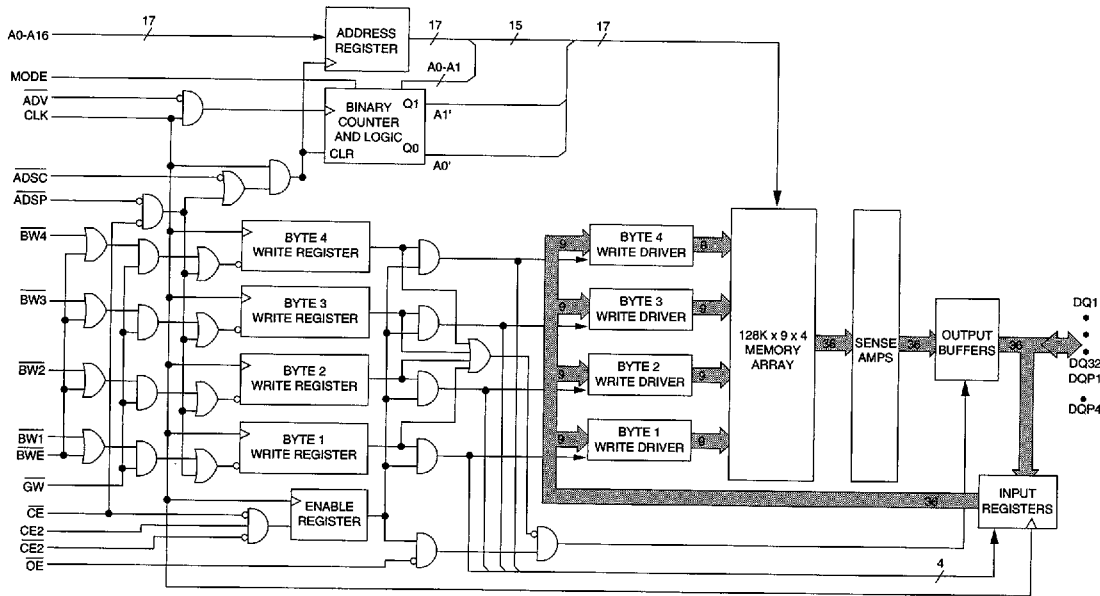 17
A0-A16
ADDRESS
REGISTER
17
15
17
A0-A1
MODE
ADV
CLK
BINARY
COUNTER
AND LOGIC
CLR
Q1
Q0
A1'
A0'
ADSC
ADSP
BW4
BW3
BW2
BW1
BWE
GW
CE
CE2
CE2
OE
BYTE 4
WRITE REGISTER
BYTE 3
WRITE REGISTER
BYTE 2
WRITE REGISTER
BYTE 1
WRITE REGISTER
ENABLE
REGISTER
9
BYTE 4
WRITE DRIVER
9
9
BYTE 3
WRITE DRIVER
9
9
BYTE 2
WRITE DRIVER
9
9
BYTE 1
WRITE DRIVER
9
128K x 9 x 4
MEMORY
ARRAY
36
SENSE
AMPS
36
OUTPUT
BUFFERS
36
DQ1
DQ32
DQP1
DQP4
36
INPUT
REGISTERS
4